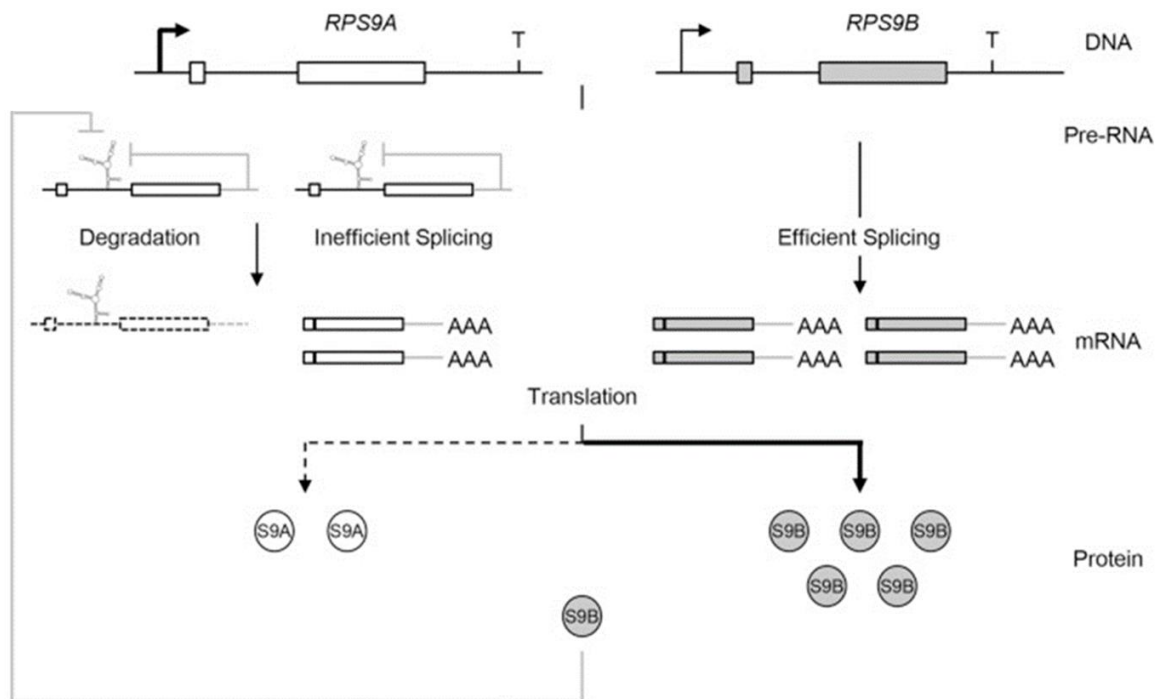 RPS9A
RPS9B
T
T
DNA
Pre-RNA
Degradation
Inefficient Splicing
Efficient Splicing
AAA
AAA
AAA
AAA
AAA
AAA
mRNA
Translation
S9A
S9A
S9B
S9B
S9B
S9B
S9B
Protein
S9B